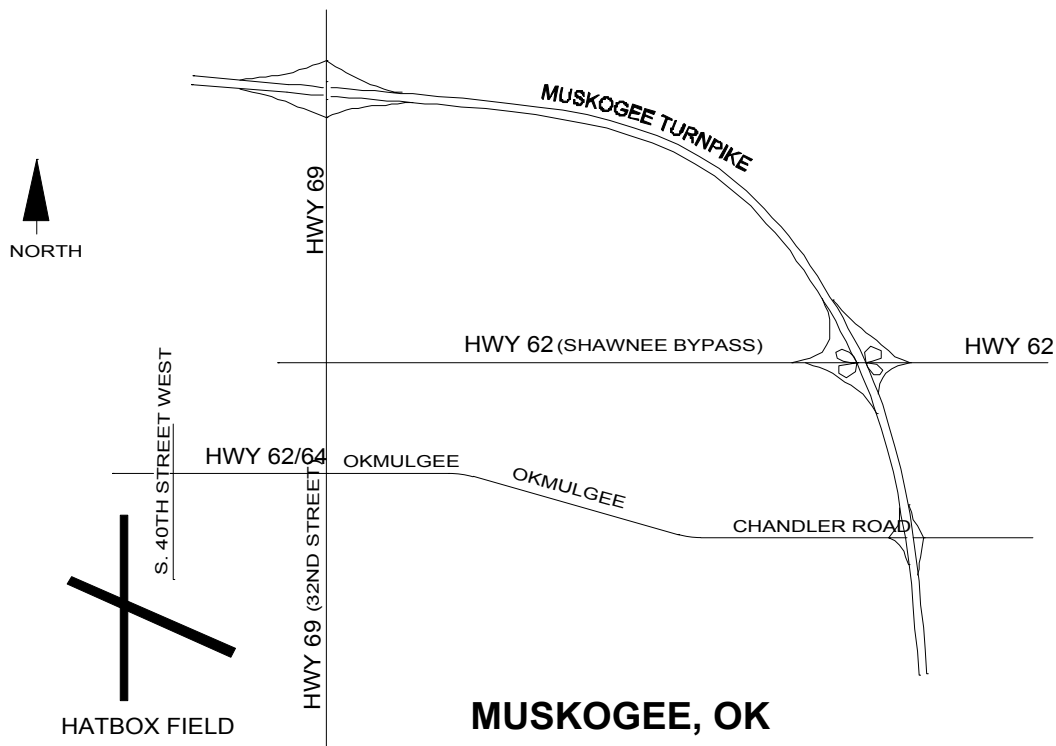 MUSKOGEE TURNPIKE
HWY 69
NORTH
HWY 62 (SHAWNEE BYPASS)
HWY 62
S. 40TH STREET WEST
HWY 62/64
OKMULGEE
OKMULGEE
CHANDLER ROAD
HWY 69 (32ND STREET)
HATBOX FIELD
MUSKOGEE, OK